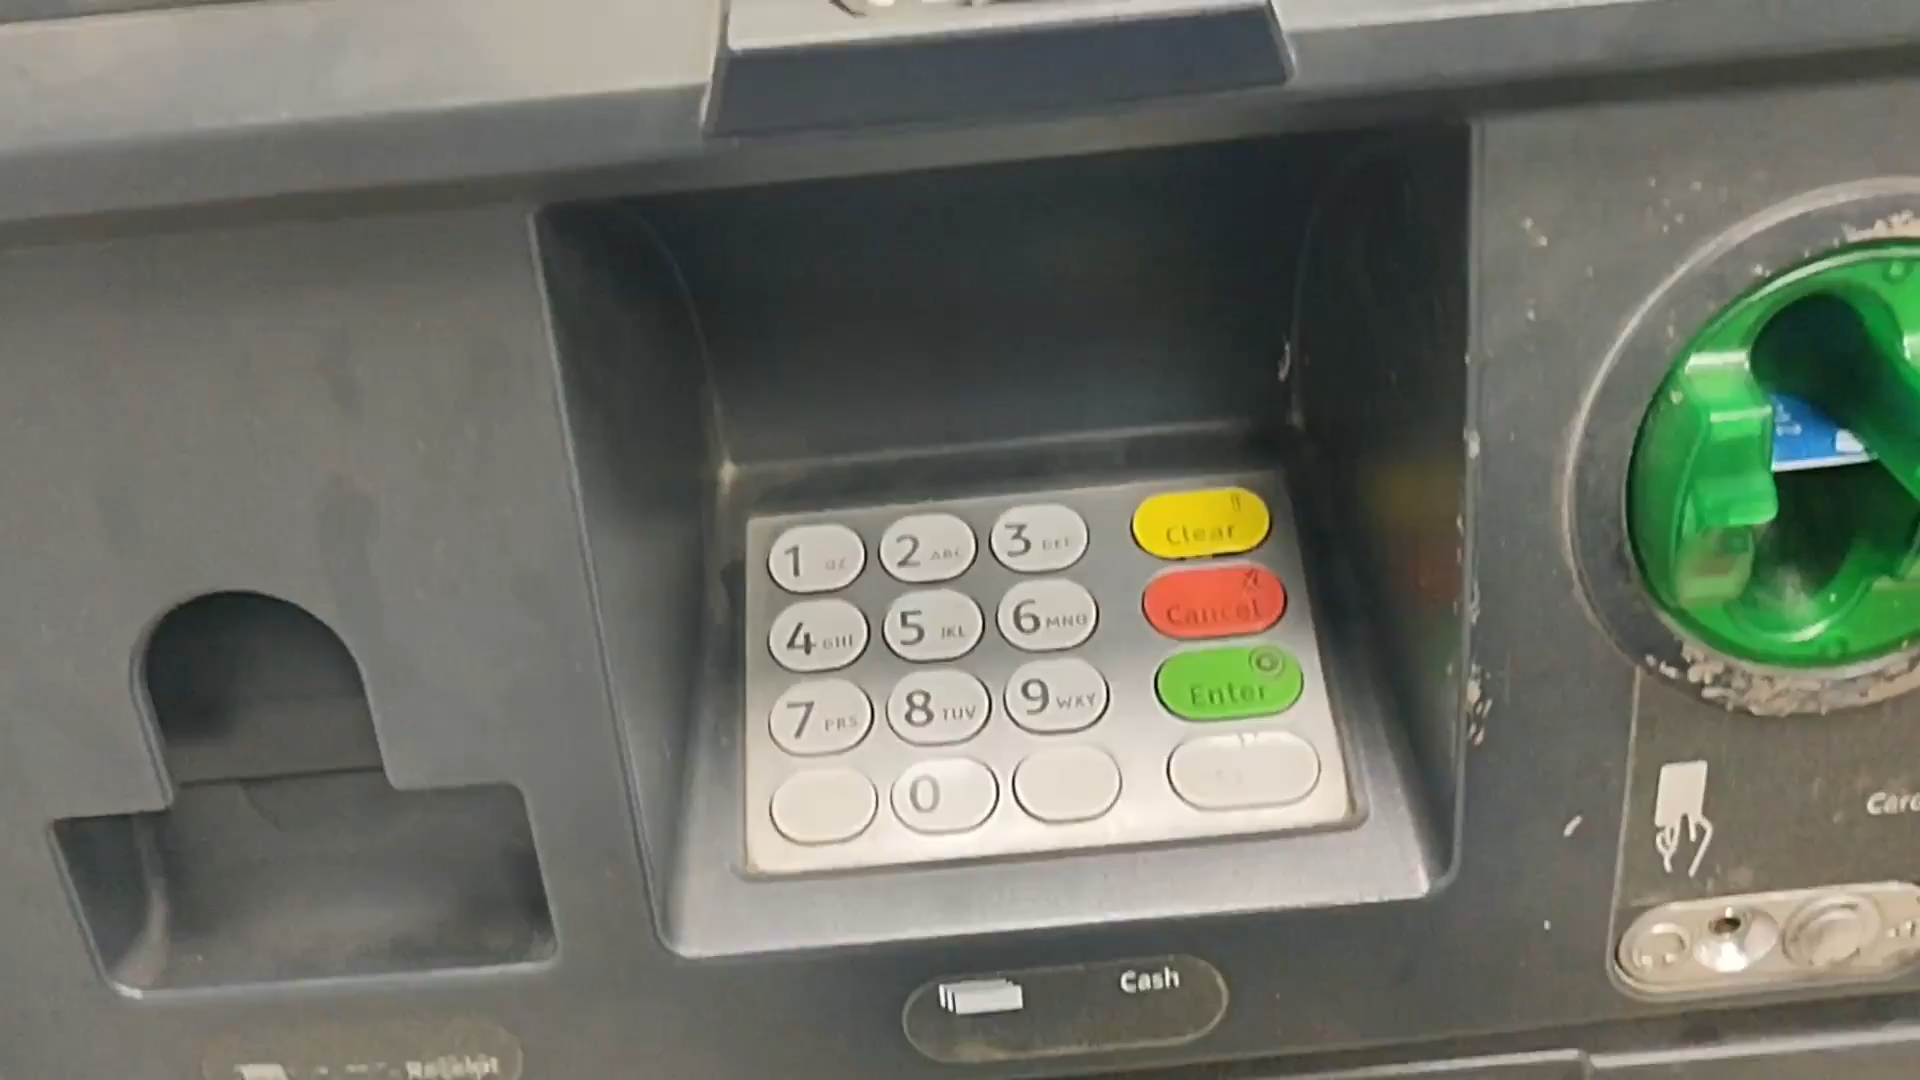 1 QZ 2 ABC 3 DEF Clear
4 GHI 5 JKL 6 MNO Cancel
7 PRS 8 TUV 9 WXY Enter
0
Cash
Receipt